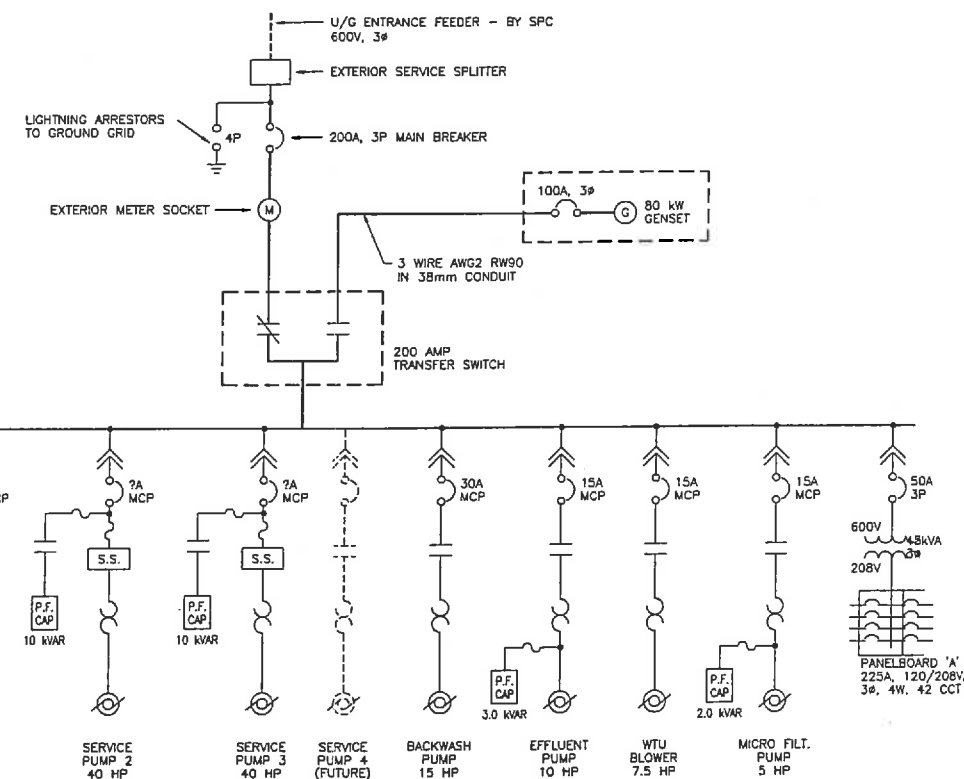 U/G ENTRANCE FEEDER - BY SPC
600V, 3ø
EXTERIOR SERVICE SPLITTER
LIGHTNING ARRESTORS
TO GROUND GRID
4P
200A, 3P MAIN BREAKER
EXTERIOR METER SOCKET
M
100A, 3ø
G
80 kW
GENSET
3 WIRE AWG2 RW90
IN 38mm CONDUIT
200 AMP
TRANSFER SWITCH
CP
?A
MCP
?A
MCP
30A
MCP
15A
MCP
15A
MCP
15A
MCP
50A
3P
600V
45kVA
3ø
208V
S.S.
S.S.
P.F.
CAP
10 kVAR
P.F.
CAP
10 kVAR
P.F.
CAP
3.0 kVAR
P.F.
CAP
2.0 kVAR
PANELBOARD 'A'
225A, 120/208V,
3ø, 4W, 42 CCT
SERVICE
PUMP 2
40 HP
SERVICE
PUMP 3
40 HP
SERVICE
PUMP 4
(FUTURE)
BACKWASH
PUMP
15 HP
EFFLUENT
PUMP
10 HP
WTU
BLOWER
7.5 HP
MICRO FILT.
PUMP
5 HP